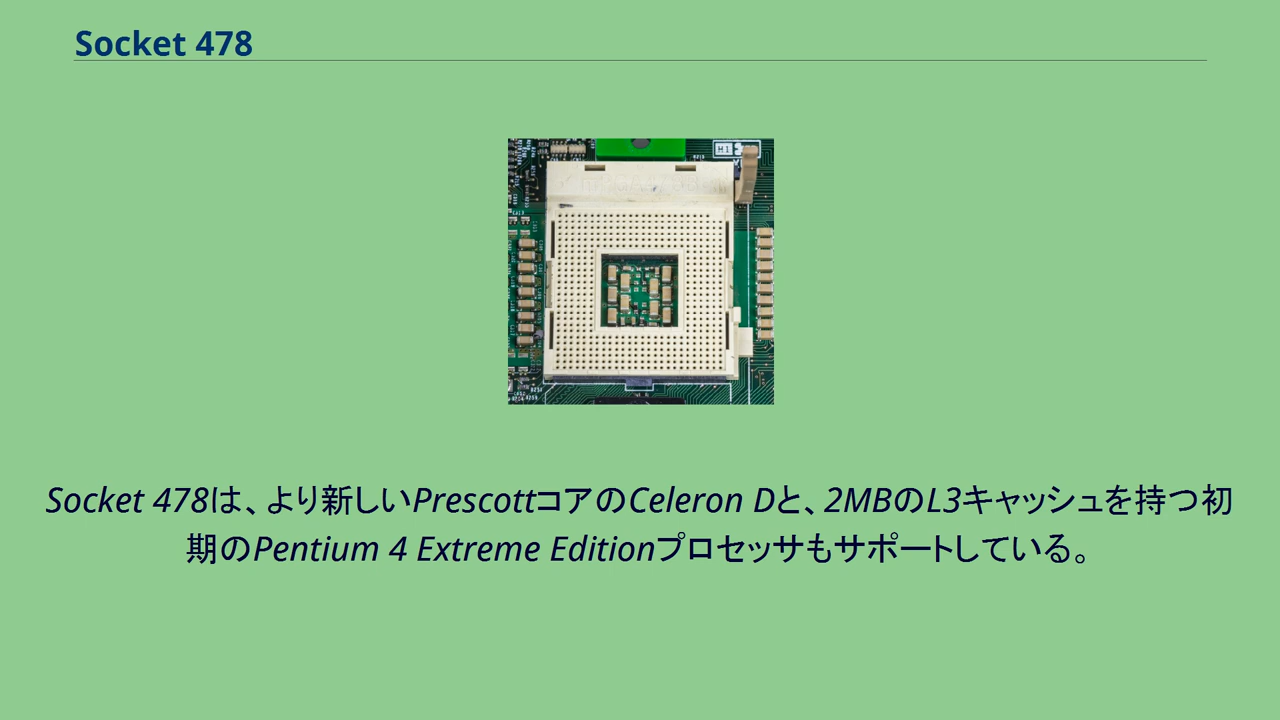 Socket 478
H1
Socket 478は、より新しいPrescottコアのCeleron Dと、2MBのL3キャッシュを持つ初
期のPentium 4 Extreme Editionプロセッサもサポートしている。